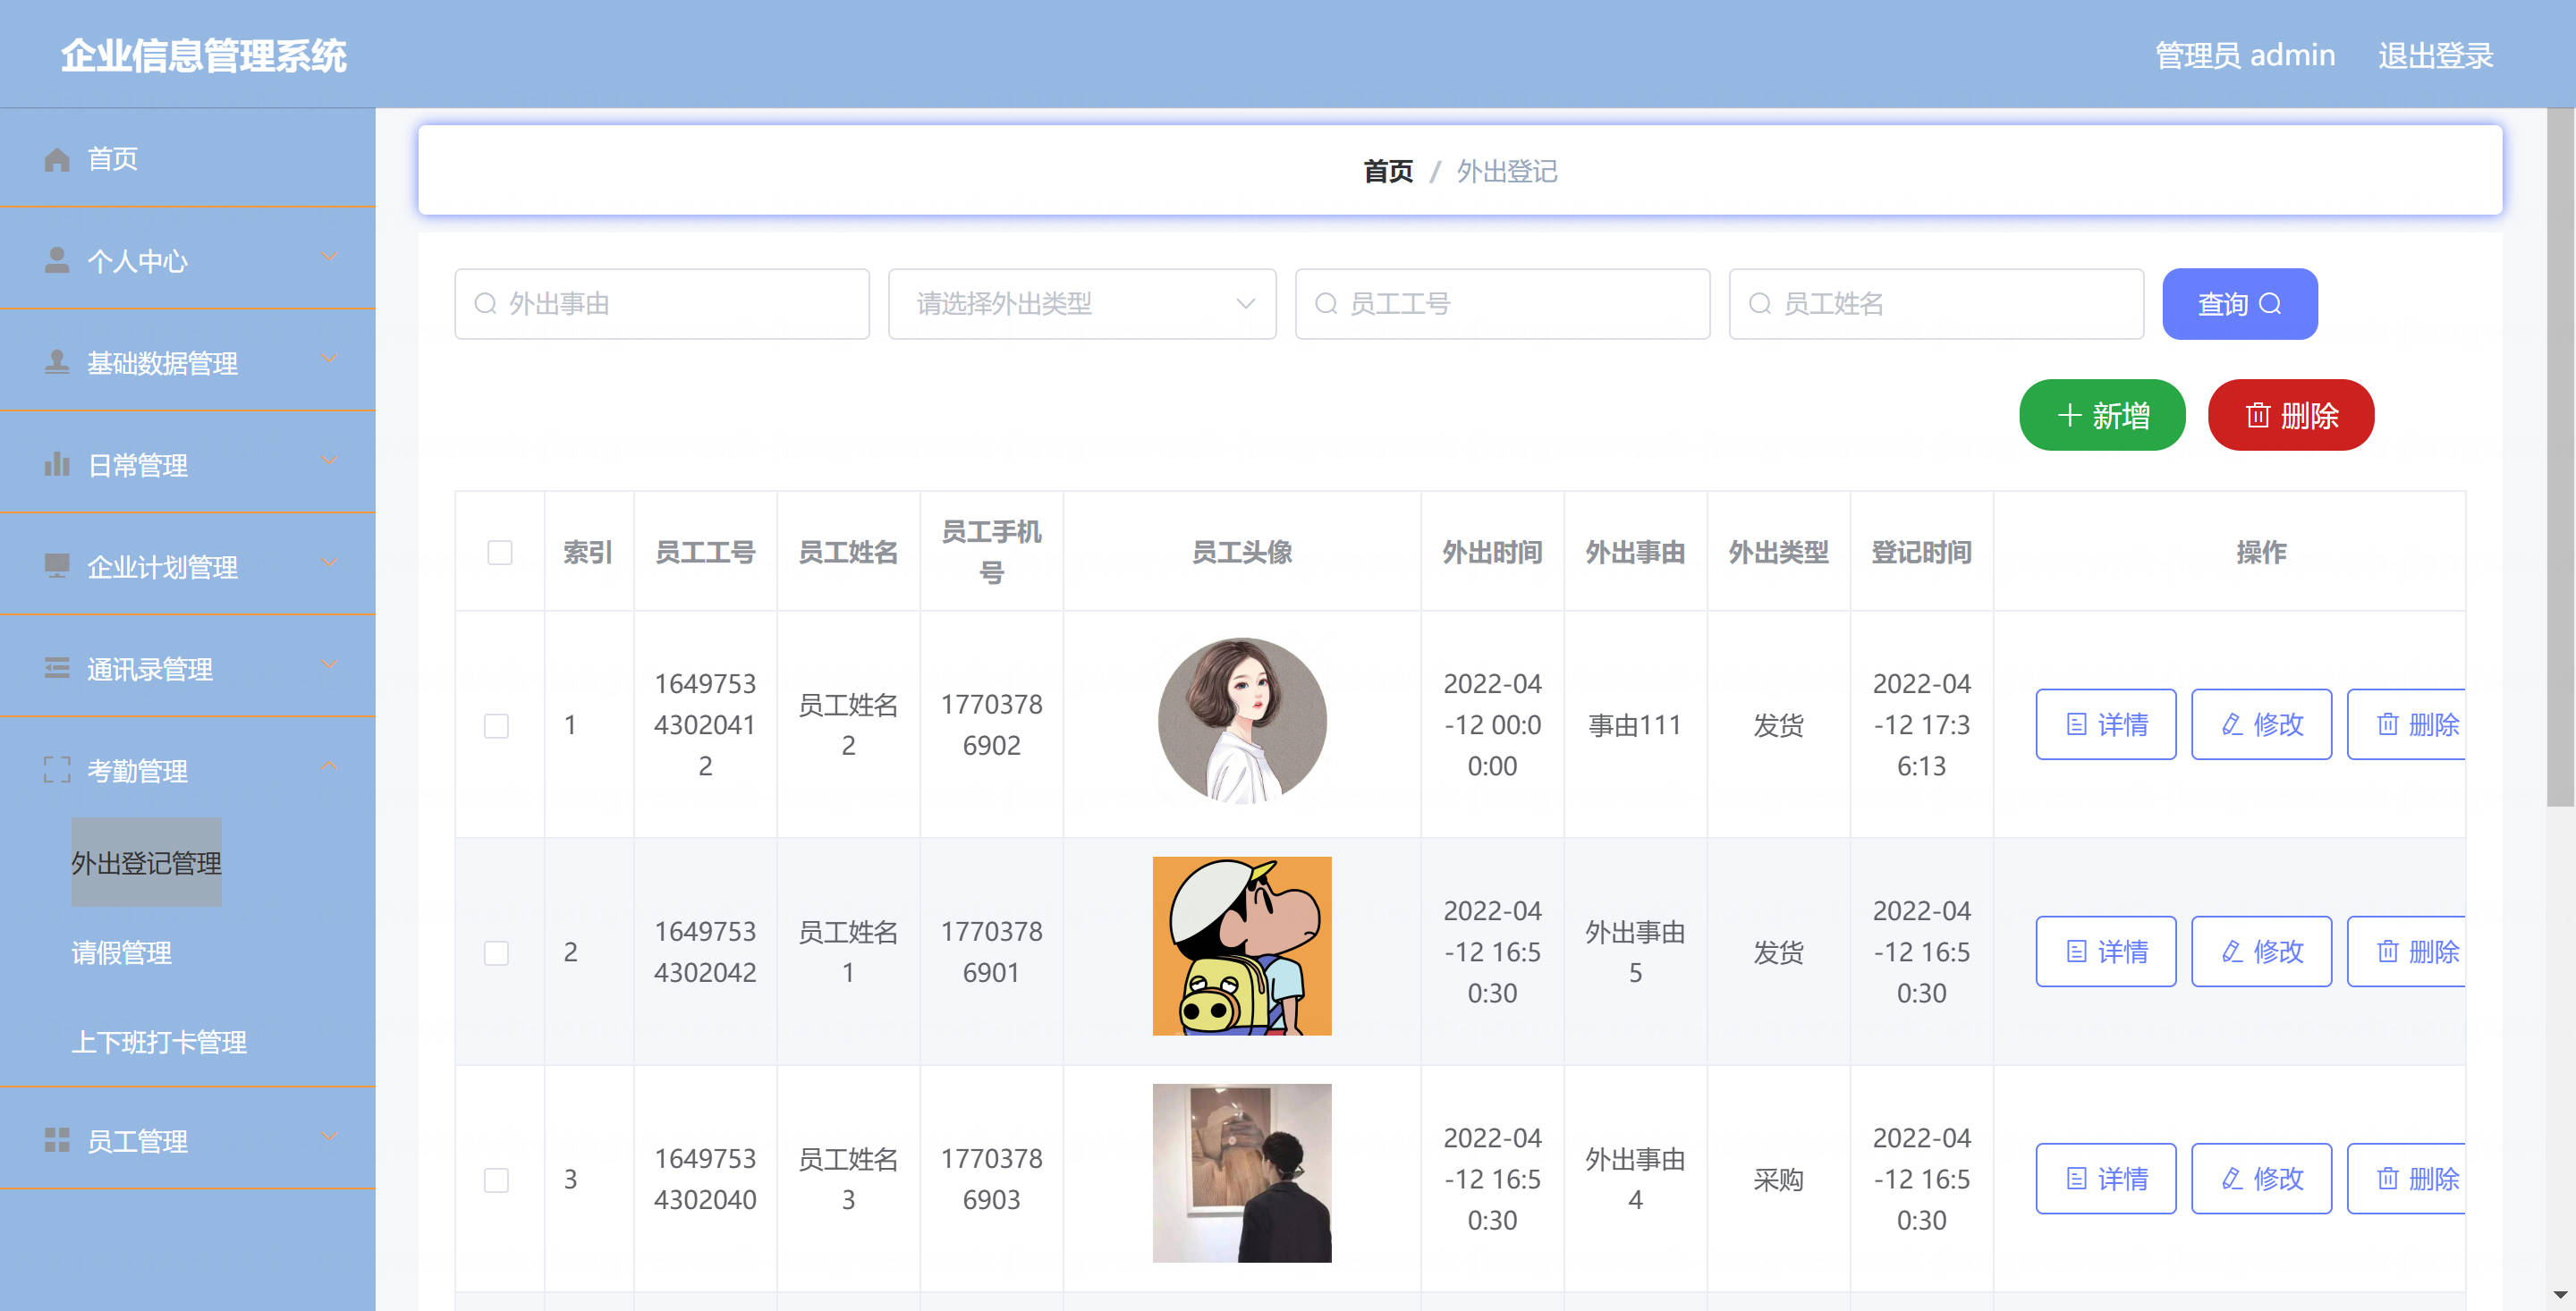 企业信息管理系统
管理员 admin 退出登录
首页
个人中心
基础数据管理
日常管理
企业计划管理
通讯录管理
考勤管理
外出登记管理
请假管理
上下班打卡管理
员工管理
首页 / 外出登记
外出事由 请选择外出类型 员工工号 员工姓名 查询
新增 删除
索引 员工工号 员工姓名 员工手机号 员工头像 外出时间 外出事由 外出类型 登记时间 操作
1 16497534302041 2 员工姓名2 17703786902 2022-04-12 00:00:00 事由111 发货 2022-04-12 17:36:13 详情 修改 删除
2 16497534302042 员工姓名1 17703786901 2022-04-12 16:50:30 外出事由5 发货 2022-04-12 16:50:30 详情 修改 删除
3 16497534302040 员工姓名3 17703786903 2022-04-12 16:50:30 外出事由4 采购 2022-04-12 16:50:30 详情 修改 删除